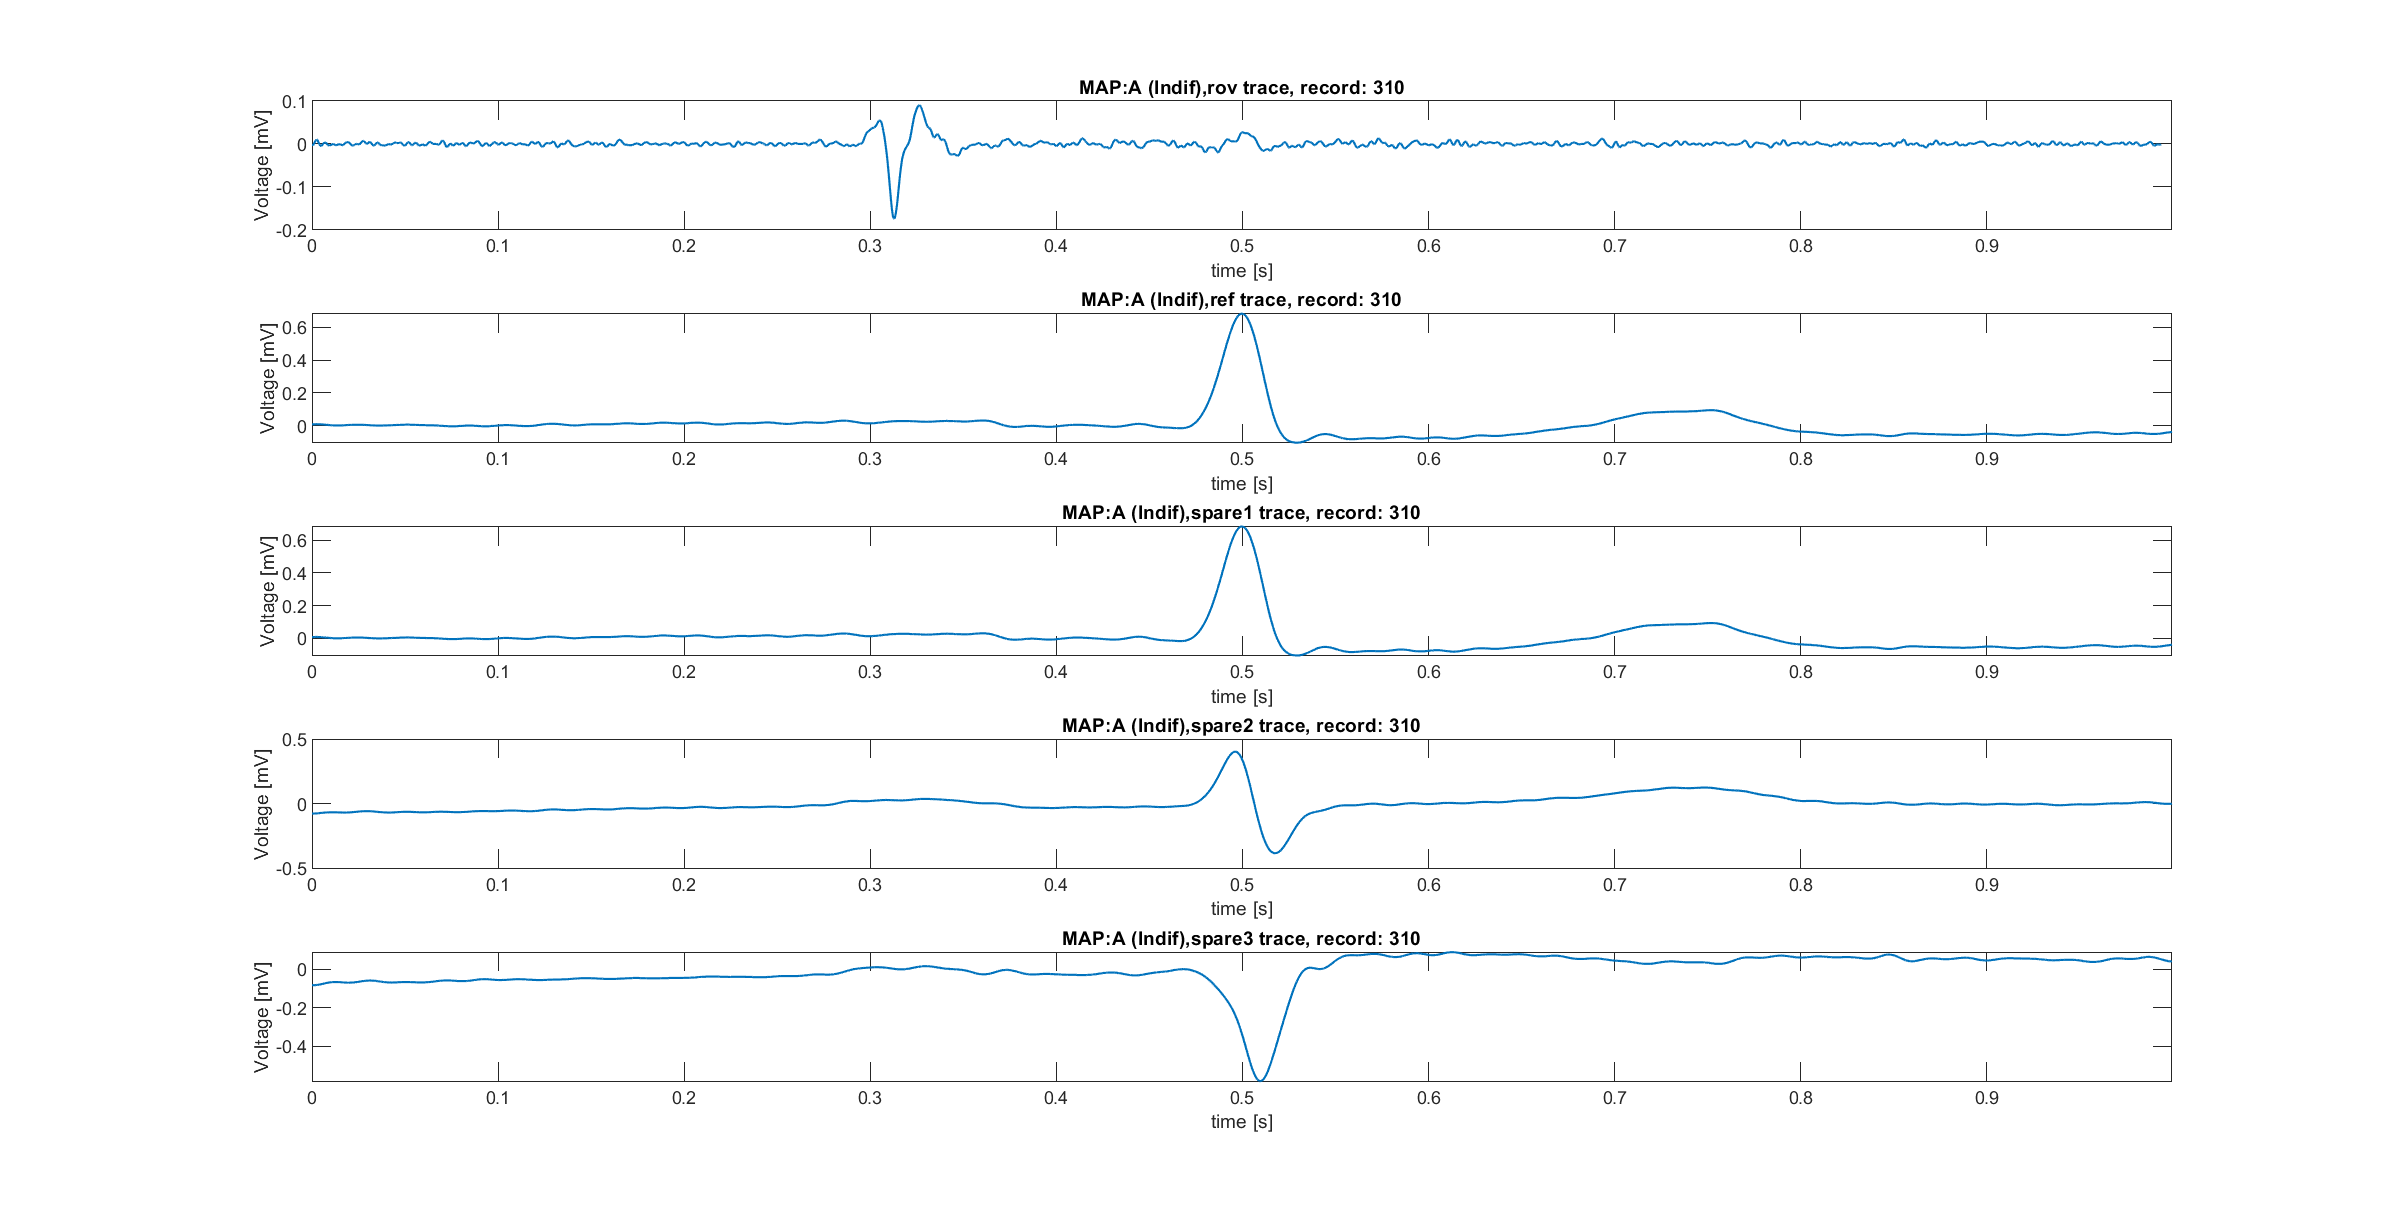 MAP:A (Indif),rov trace, record: 310
Voltage [mV]
0.1
0
-0.1
-0.2
0 0.1 0.2 0.3 0.4 0.5 0.6 0.7 0.8 0.9
time [s]
MAP:A (Indif),ref trace, record: 310
Voltage [mV]
0.6
0.4
0.2
0
0 0.1 0.2 0.3 0.4 0.5 0.6 0.7 0.8 0.9
time [s]
MAP:A (Indif),spare1 trace, record: 310
Voltage [mV]
0.6
0.4
0.2
0
0 0.1 0.2 0.3 0.4 0.5 0.6 0.7 0.8 0.9
time [s]
MAP:A (Indif),spare2 trace, record: 310
Voltage [mV]
0.5
0
-0.5
0 0.1 0.2 0.3 0.4 0.5 0.6 0.7 0.8 0.9
time [s]
MAP:A (Indif),spare3 trace, record: 310
Voltage [mV]
0
-0.2
-0.4
0 0.1 0.2 0.3 0.4 0.5 0.6 0.7 0.8 0.9
time [s]